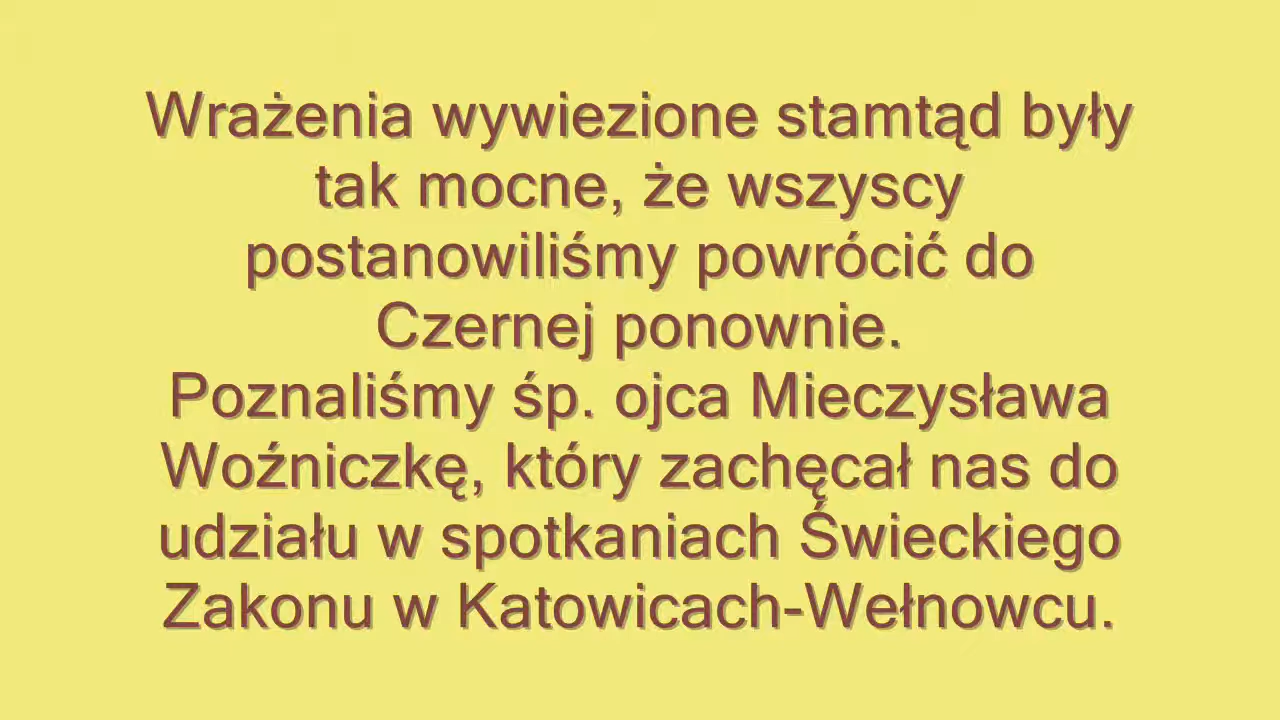 Wrażenia wywiezione stamtąd były
tak mocne, że wszyscy
postanowiliśmy powrócić do
Czernej ponownie.
Poznaliśmy śp. ojca Mieczysława
Woźniczkę, który zachęcał nas do
udziału w spotkaniach Świeckiego
Zakonu w Katowicach-Wełnowcu.